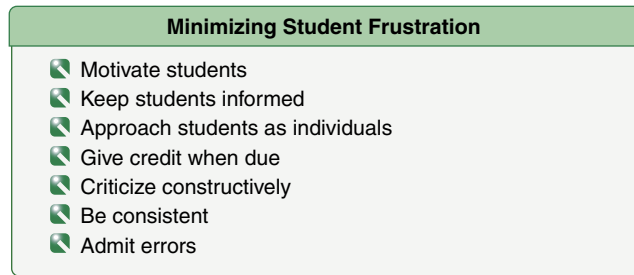 Minimizing Student Frustration
Motivate students
Keep students informed
Approach students as individuals
Give credit when due
Criticize constructively
Be consistent
Admit errors